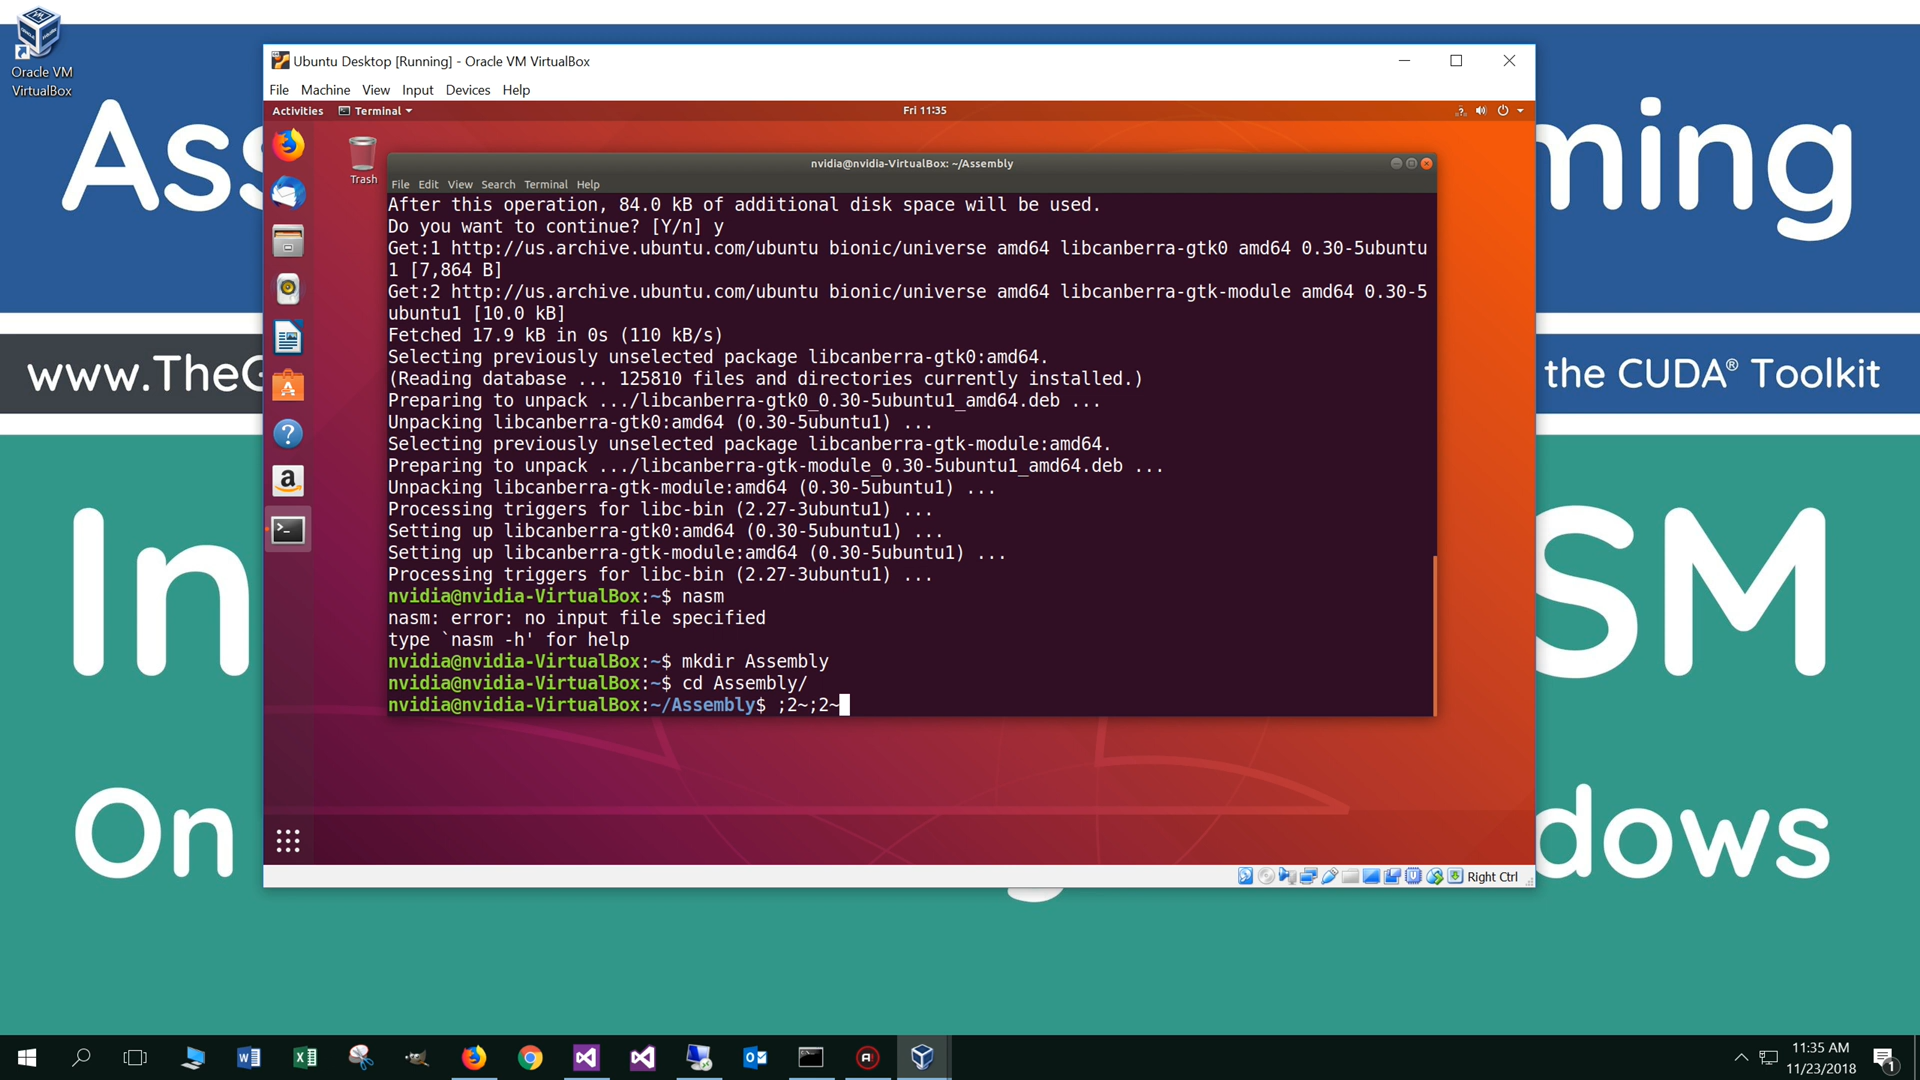 Oracle VM
VirtualBox
Ass
ming
www.TheG
the CUDA® Toolkit
In
SM
On
dows
Ubuntu Desktop [Running] - Oracle VM VirtualBox
File Machine View Input Devices Help
Activities Terminal Fri 11:35
Trash
nvidia@nvidia-VirtualBox: ~/Assembly
File Edit View Search Terminal Help
After this operation, 84.0 kB of additional disk space will be used.
Do you want to continue? [Y/n] y
Get:1 http://us.archive.ubuntu.com/ubuntu bionic/universe amd64 libcanberra-gtk0 amd64 0.30-5ubuntu
1 [7,864 B]
Get:2 http://us.archive.ubuntu.com/ubuntu bionic/universe amd64 libcanberra-gtk-module amd64 0.30-5
ubuntu1 [10.0 kB]
Fetched 17.9 kB in 0s (110 kB/s)
Selecting previously unselected package libcanberra-gtk0:amd64.
(Reading database ... 125810 files and directories currently installed.)
Preparing to unpack .../libcanberra-gtk0_0.30-5ubuntu1_amd64.deb ...
Unpacking libcanberra-gtk0:amd64 (0.30-5ubuntu1) ...
Selecting previously unselected package libcanberra-gtk-module:amd64.
Preparing to unpack .../libcanberra-gtk-module_0.30-5ubuntu1_amd64.deb ...
Unpacking libcanberra-gtk-module:amd64 (0.30-5ubuntu1) ...
Processing triggers for libc-bin (2.27-3ubuntu1) ...
Setting up libcanberra-gtk0:amd64 (0.30-5ubuntu1) ...
Setting up libcanberra-gtk-module:amd64 (0.30-5ubuntu1) ...
Processing triggers for libc-bin (2.27-3ubuntu1) ...
nvidia@nvidia-VirtualBox:~$ nasm
nasm: error: no input file specified
type `nasm -h' for help
nvidia@nvidia-VirtualBox:~$ mkdir Assembly
nvidia@nvidia-VirtualBox:~$ cd Assembly/
nvidia@nvidia-VirtualBox:~/Assembly$ ;2~;2~
Right Ctrl
11:35 AM
11/23/2018
1